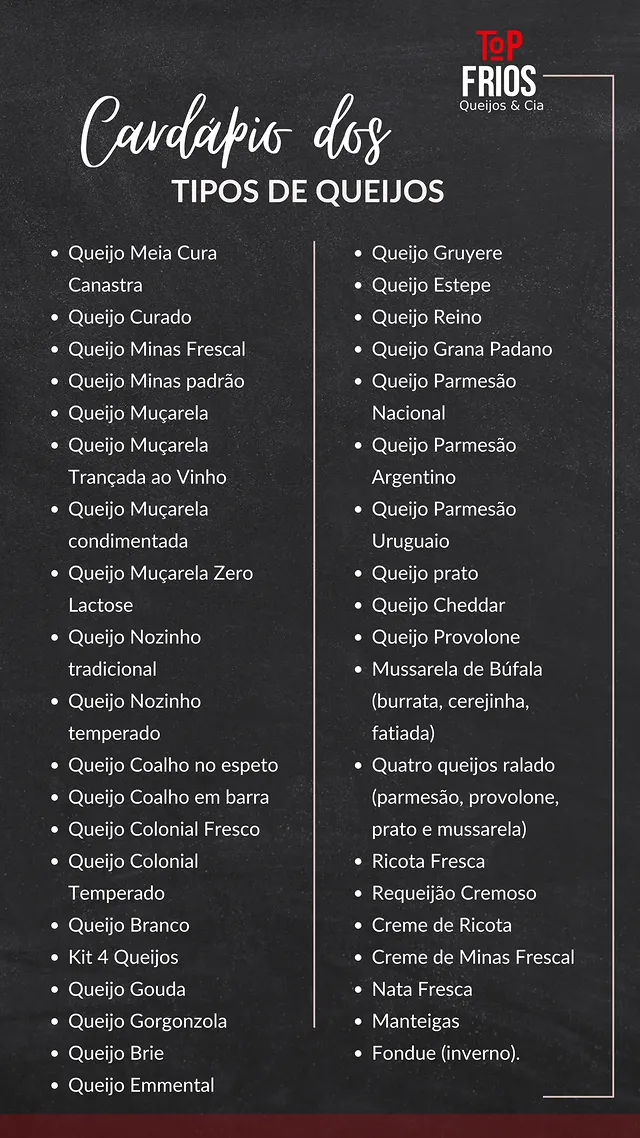 ToP
FRIOS
Queijos & Cia
Cardápio dos
TIPOS DE QUEIJOS
• Queijo Meia Cura
Canastra
• Queijo Curado
• Queijo Minas Frescal
• Queijo Minas padrão
• Queijo Muçarela
• Queijo Muçarela
Trançada ao Vinho
• Queijo Muçarela
condimentada
• Queijo Muçarela Zero
Lactose
• Queijo Nozinho
tradicional
• Queijo Nozinho
temperado
• Queijo Coalho no espeto
• Queijo Coalho em barra
• Queijo Colonial Fresco
• Queijo Colonial
Temperado
• Queijo Branco
• Kit 4 Queijos
• Queijo Gouda
• Queijo Gorgonzola
• Queijo Brie
• Queijo Emmental
• Queijo Gruyere
• Queijo Estepe
• Queijo Reino
• Queijo Grana Padano
• Queijo Parmesão
Nacional
• Queijo Parmesão
Argentino
• Queijo Parmesão
Uruguaio
• Queijo prato
• Queijo Cheddar
• Queijo Provolone
• Mussarela de Búfala
(burrata, cerejinha,
fatiada)
• Quatro queijos ralado
(parmesão, provolone,
prato e mussarela)
• Ricota Fresca
• Requeijão Cremoso
• Creme de Ricota
• Creme de Minas Frescal
• Nata Fresca
• Manteigas
• Fondue (inverno).